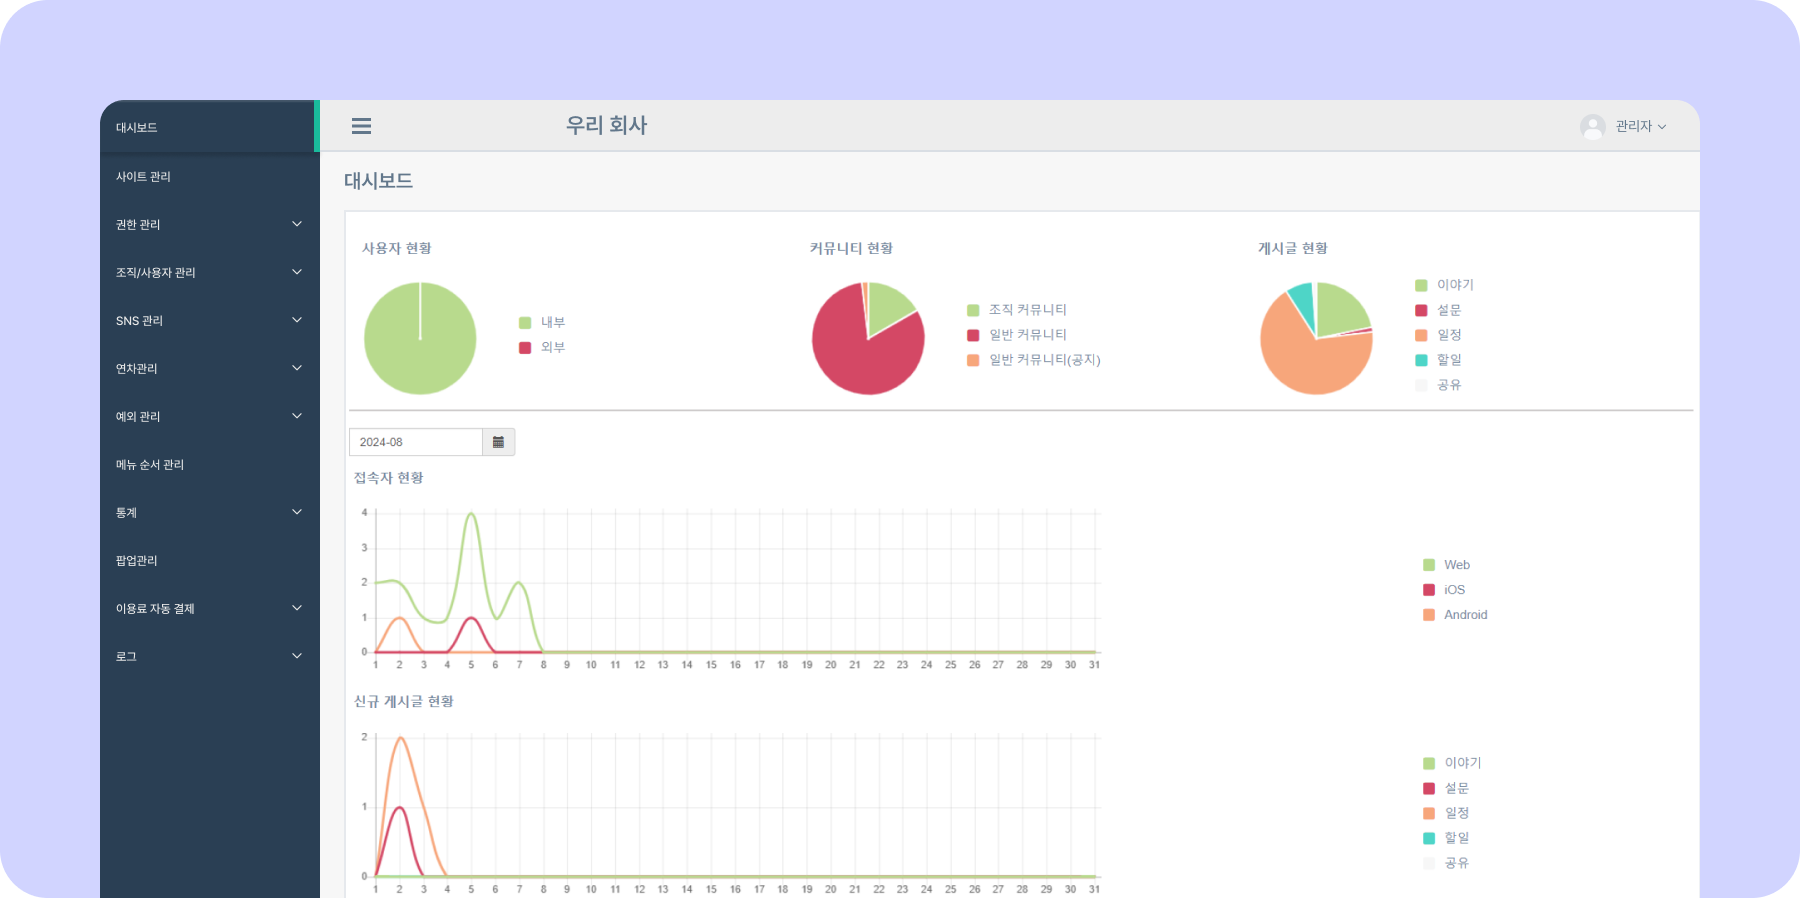 대시보드
사이트 관리
권한 관리
조직/사용자 관리
SNS 관리
연차관리
예외 관리
메뉴 순서 관리
통계
팝업관리
이용료 자동 결제
로그
우리 회사
관리자
대시보드
사용자 현황
내부
외부
커뮤니티 현황
조직 커뮤니티
일반 커뮤니티
일반 커뮤니티(공지)
게시글 현황
이야기
설문
일정
할일
공유
2024-08
접속자 현황
4
3
2
1
0
1 2 3 4 5 6 7 8 9 10 11 12 13 14 15 16 17 18 19 20 21 22 23 24 25 26 27 28 29 30 31
Web
iOS
Android
신규 게시글 현황
2
1
0
1 2 3 4 5 6 7 8 9 10 11 12 13 14 15 16 17 18 19 20 21 22 23 24 25 26 27 28 29 30 31
이야기
설문
일정
할일
공유